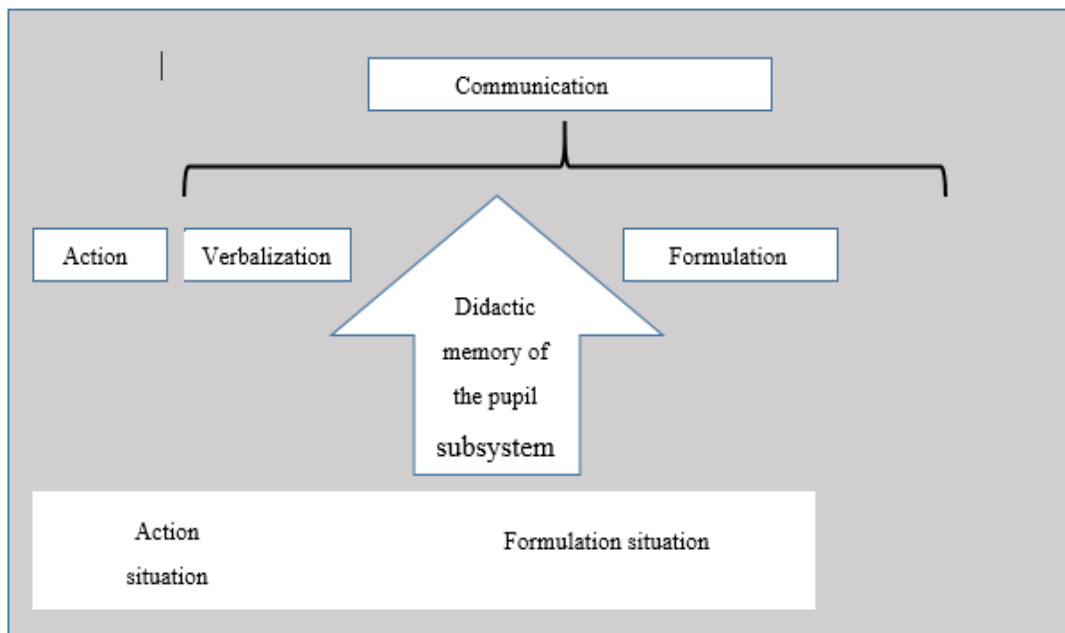 Communication
Action
Verbalization
Formulation
Didactic
memory of
the pupil
subsystem
Action
situation
Formulation situation